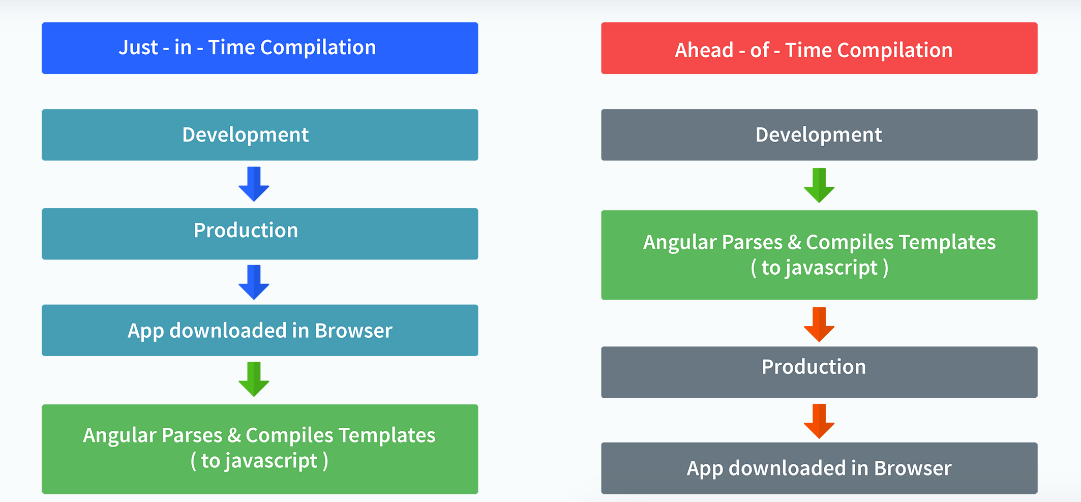 Just - in - Time Compilation
Development
Production
App downloaded in Browser
Angular Parses & Compiles Templates
( to javascript )
Ahead - of - Time Compilation
Development
Angular Parses & Compiles Templates
( to javascript )
Production
App downloaded in Browser